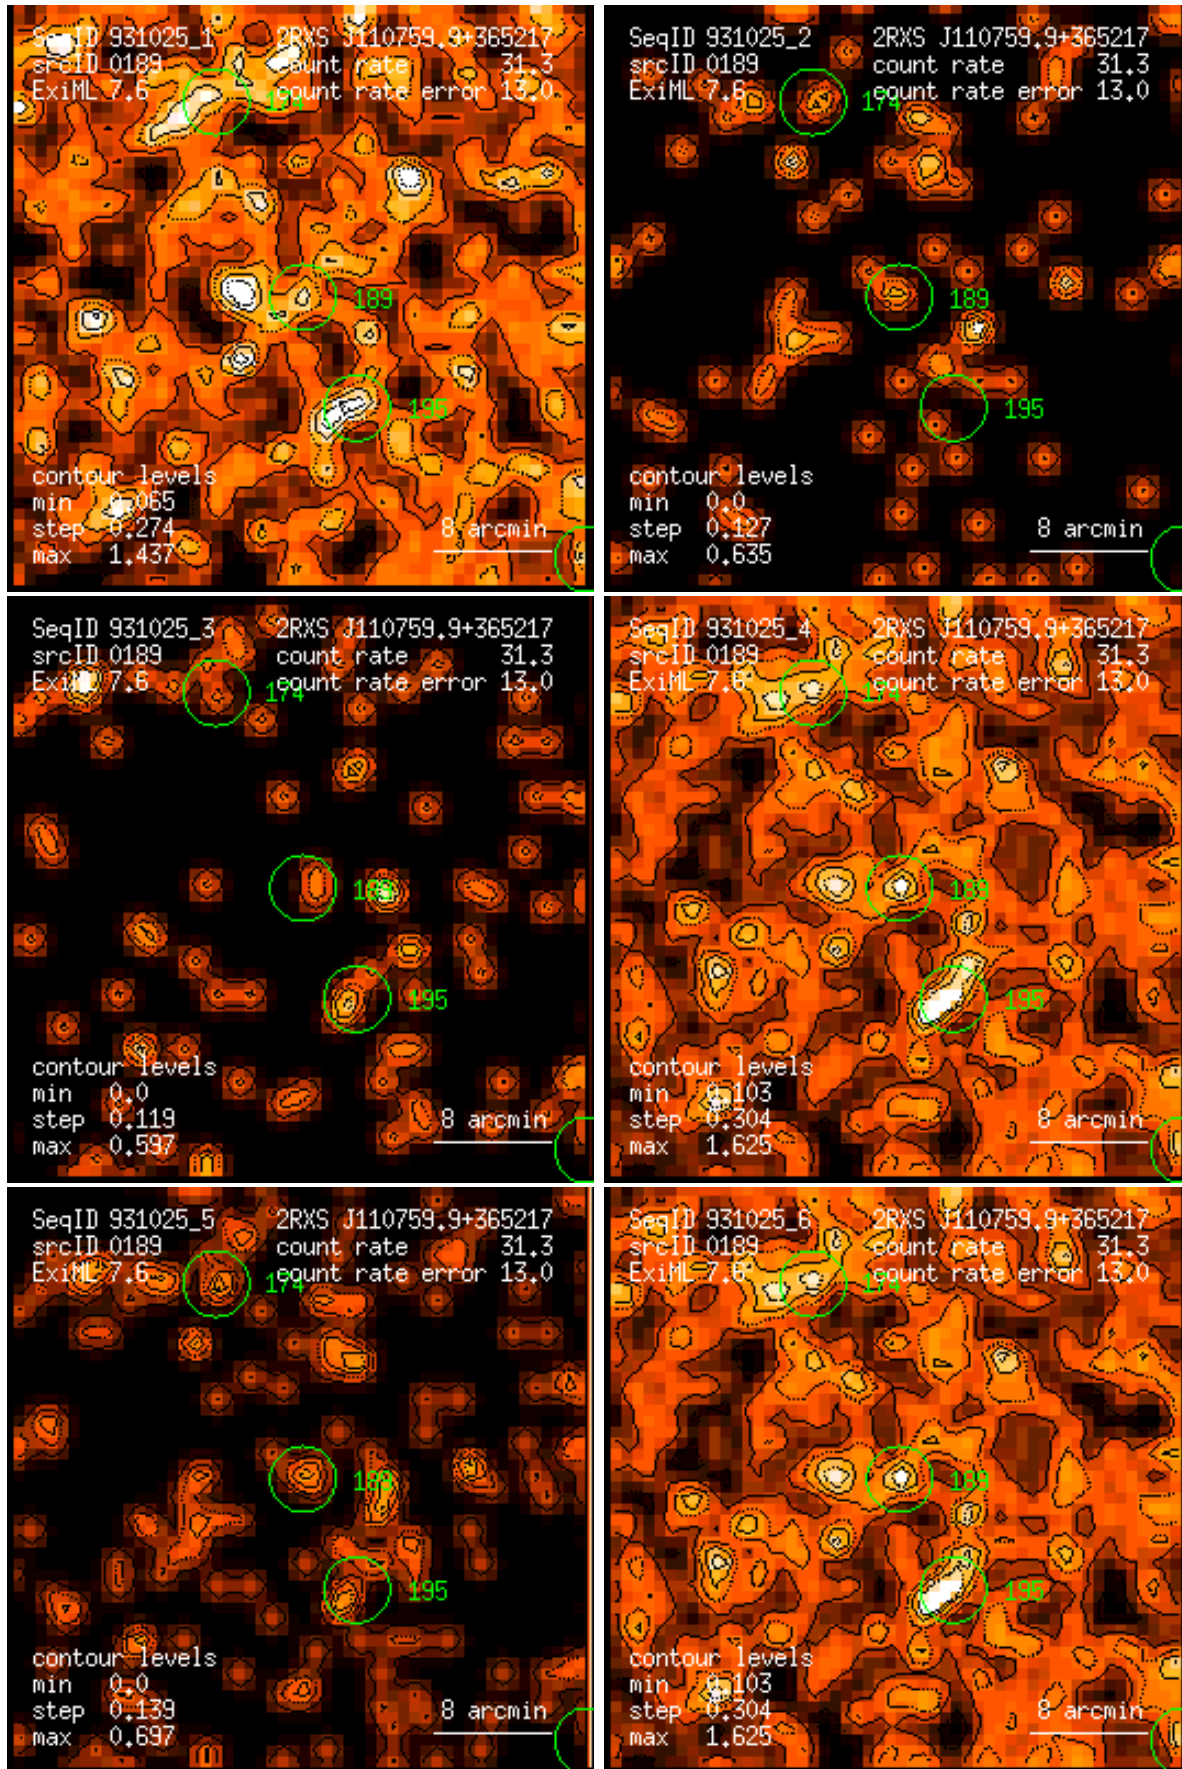 SeqID 931025_1 2RXS J110759.9+365217
srcID 0189 count rate 31.3
ExiML 7.6 count rate error 13.0
174
189
195
contour levels
min 0.065
step 0.274
max 1.437
8 arcmin
SeqID 931025_2 2RXS J110759.9+365217
srcID 0189 count rate 31.3
ExiML 7.6 count rate error 13.0
174
189
195
contour levels
min 0.0
step 0.127
max 0.635
8 arcmin
SeqID 931025_3 2RXS J110759.9+365217
srcID 0189 count rate 31.3
ExiML 7.6 count rate error 13.0
174
189
195
contour levels
min 0.0
step 0.119
max 0.597
8 arcmin
SeqID 931025_4 2RXS J110759.9+365217
srcID 0189 count rate 31.3
ExiML 7.6 count rate error 13.0
174
189
195
contour levels
min 0.103
step 0.304
max 1.625
8 arcmin
SeqID 931025_5 2RXS J110759.9+365217
srcID 0189 count rate 31.3
ExiML 7.6 count rate error 13.0
174
189
195
contour levels
min 0.0
step 0.139
max 0.697
8 arcmin
SeqID 931025_6 2RXS J110759.9+365217
srcID 0189 count rate 31.3
ExiML 7.6 count rate error 13.0
174
189
195
contour levels
min 0.103
step 0.304
max 1.625
8 arcmin